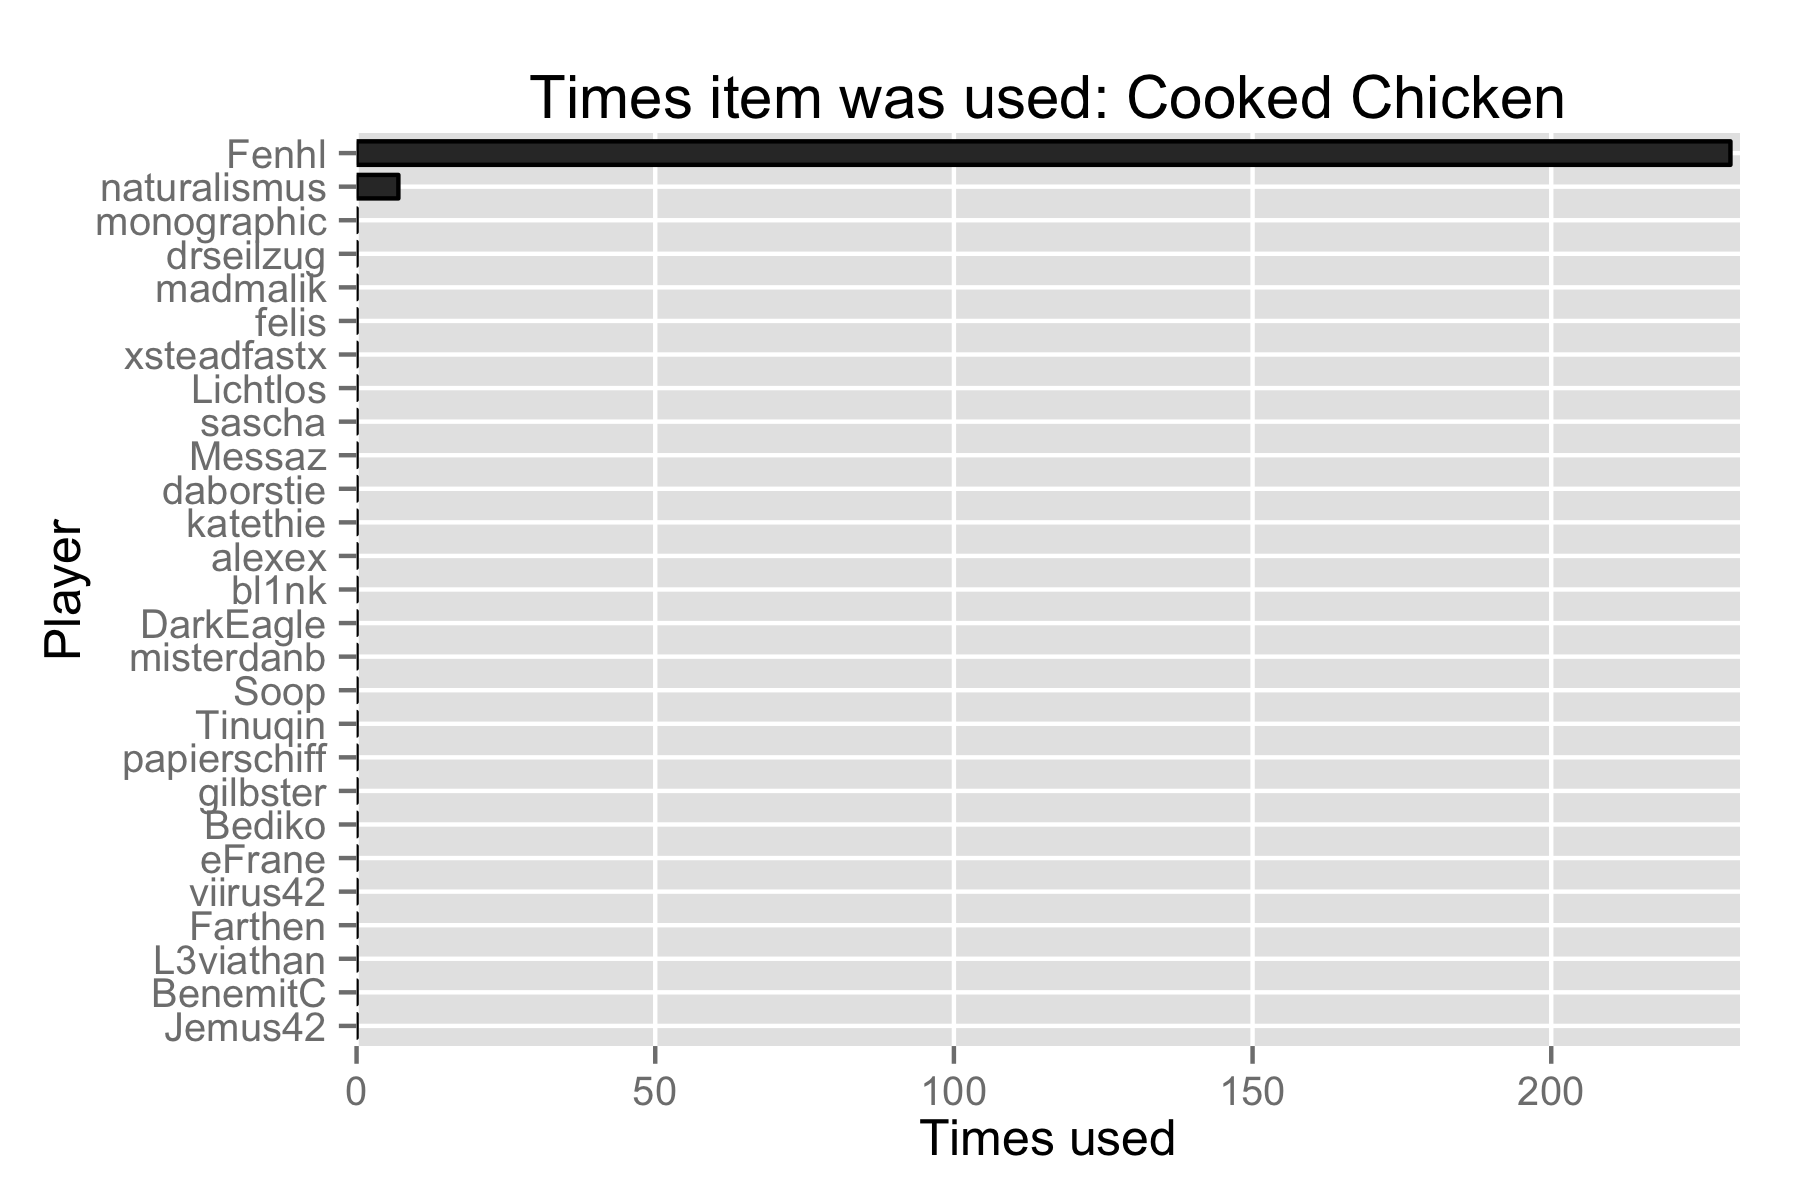 Times item was used: Cooked Chicken
Fenhl
naturalismus
monographic
drseilzug
madmalik
felis
xsteadfastx
Lichtlos
sascha
Messaz
daborstie
katethie
alexex
bl1nk
DarkEagle
misterdanb
Soop
Tinuqin
papierschiff
gilbster
Bediko
eFrane
viirus42
Farthen
L3viathan
BenemitC
Jemus42
Player
0 50 100 150 200
Times used